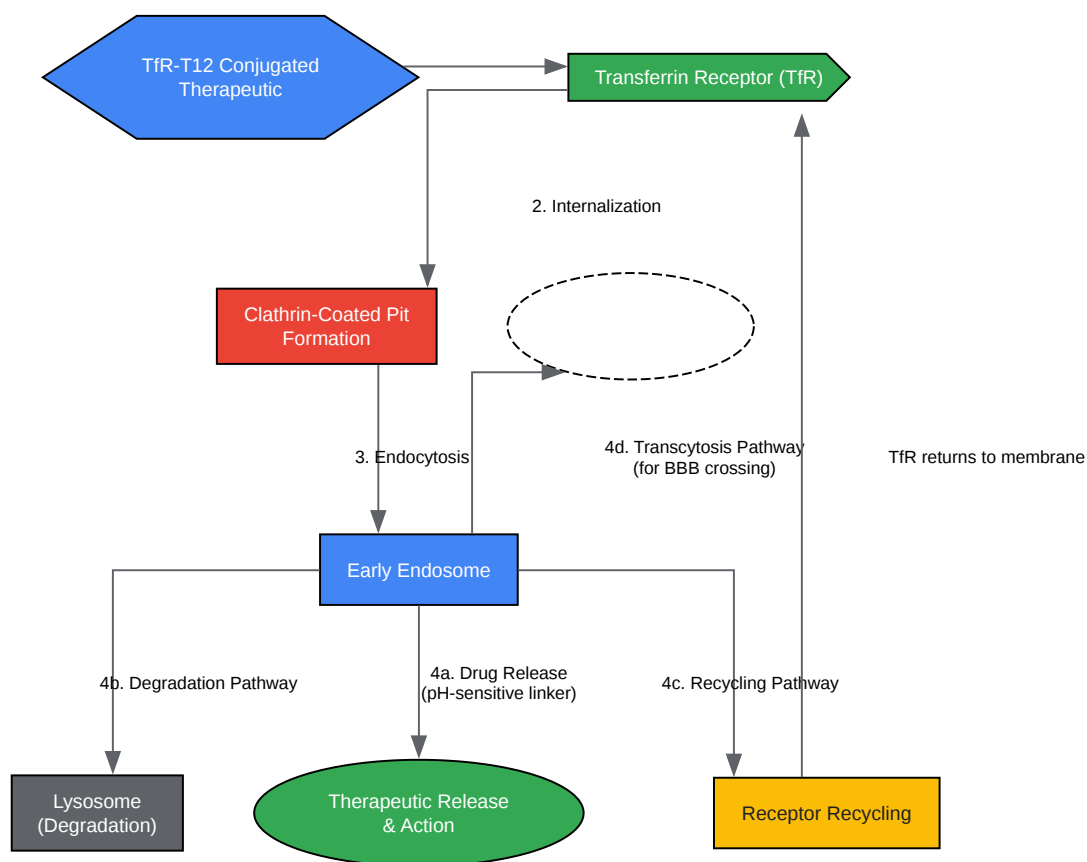 TfR-T12 Conjugated
Therapeutic
Transferrin Receptor (TfR)
2. Internalization
Clathrin-Coated Pit
Formation
3. Endocytosis
4d. Transcytosis Pathway
(for BBB crossing)
TfR returns to membrane
Early Endosome
4b. Degradation Pathway
4a. Drug Release
(pH-sensitive linker)
4c. Recycling Pathway
Lysosome
(Degradation)
Therapeutic Release
& Action
Receptor Recycling